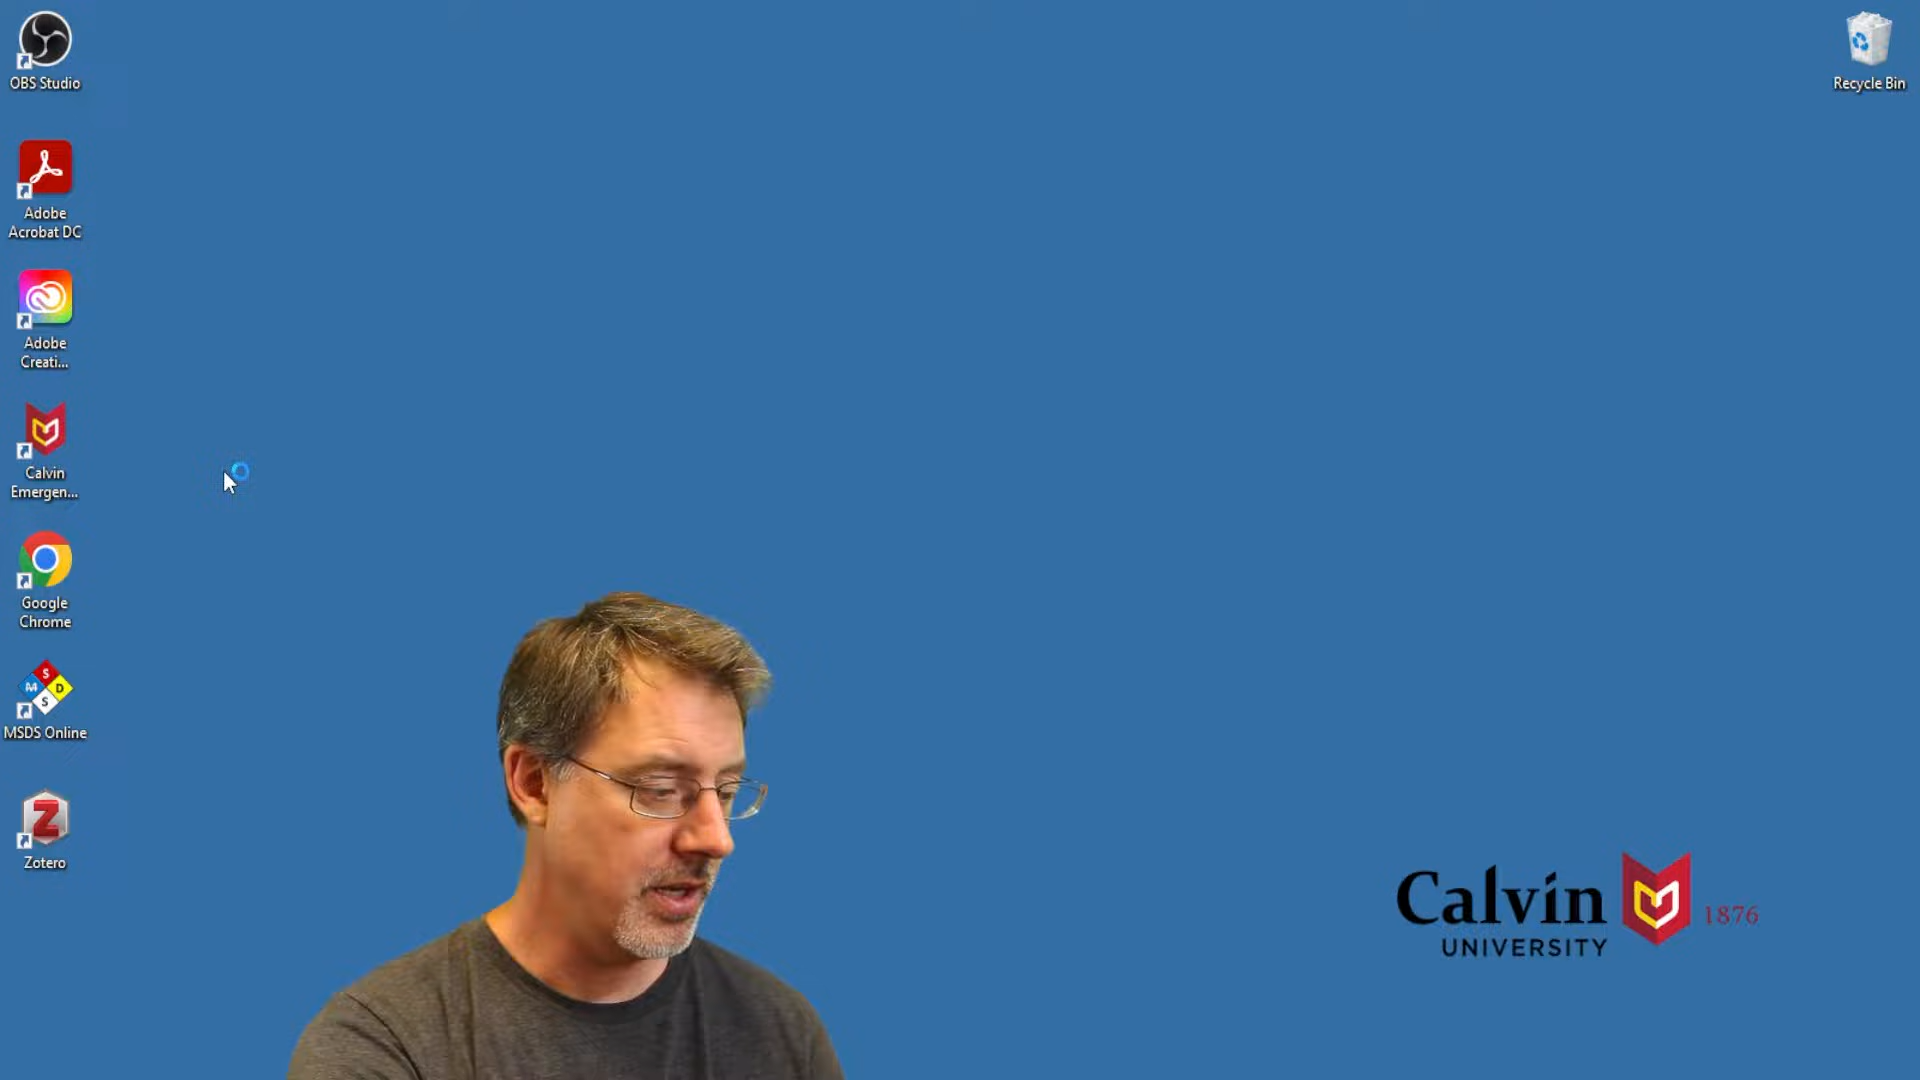 OBS Studio
Recycle Bin
Adobe
Acrobat DC
Adobe
Creati...
Calvin
Emergen...
Google
Chrome
M S D S
MSDS Online
Z
Zotero
Calvin
UNIVERSITY
1876